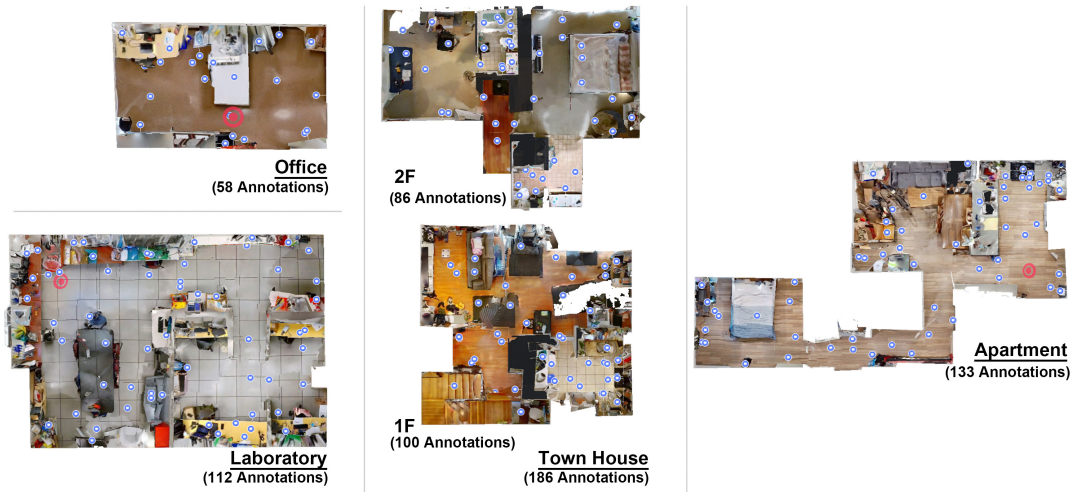 Office
(58 Annotations)
2F
(86 Annotations)
Laboratory
(112 Annotations)
1F
(100 Annotations)
Town House
(186 Annotations)
Apartment
(133 Annotations)